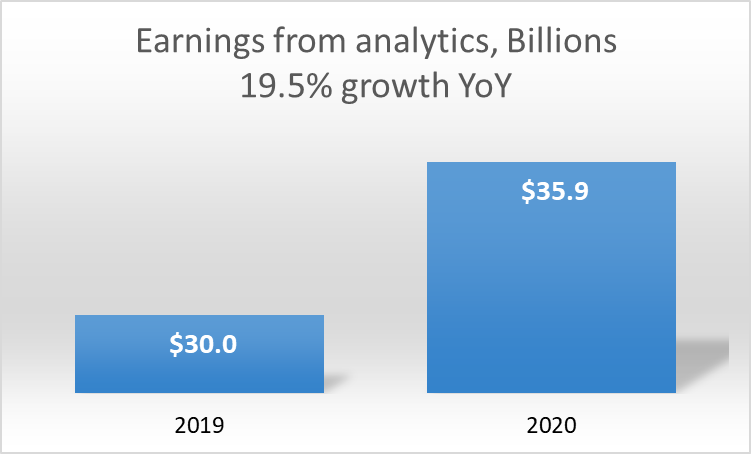 Earnings from analytics, Billions
19.5% growth YoY
$35.9
$30.0
2019
2020